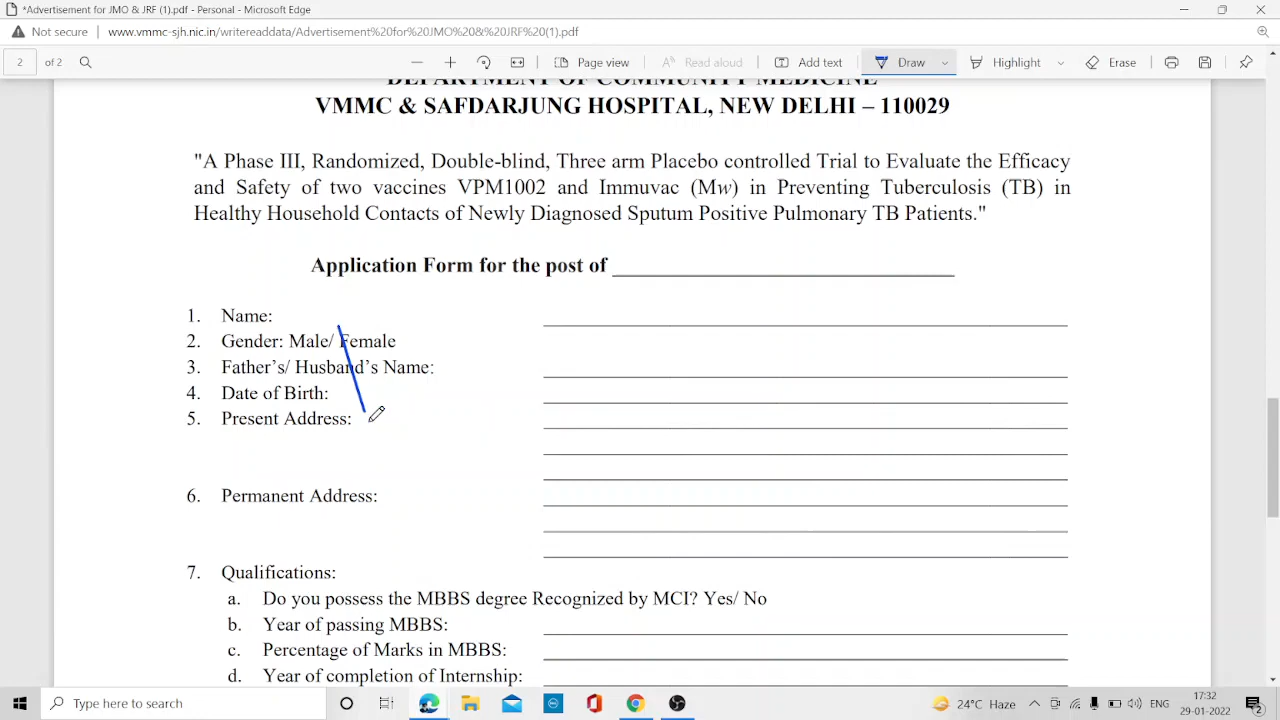 *Advertisement for JMO & JRF (1).pdf - Personal - Microsoft Edge
Not secure | www.vmmc-sjh.nic.in/writereaddata/Advertisement%20for%20JMO%20&%20JRF%20(1).pdf
2 of 2 Page view Read aloud Add text Draw Highlight Erase
DEPARTMENT OF COMMUNITY MEDICINE
VMMC & SAFDARJUNG HOSPITAL, NEW DELHI – 110029
"A Phase III, Randomized, Double-blind, Three arm Placebo controlled Trial to Evaluate the Efficacy
and Safety of two vaccines VPM1002 and Immuvac (Mw) in Preventing Tuberculosis (TB) in
Healthy Household Contacts of Newly Diagnosed Sputum Positive Pulmonary TB Patients."
Application Form for the post of
1. Name:
2. Gender: Male/ Female
3. Father's/ Husband's Name:
4. Date of Birth:
5. Present Address:
6. Permanent Address:
7. Qualifications:
a. Do you possess the MBBS degree Recognized by MCI? Yes/ No
b. Year of passing MBBS:
c. Percentage of Marks in MBBS:
d. Year of completion of Internship:
Type here to search 24°C Haze ENG 17:32
29-01-2022 2